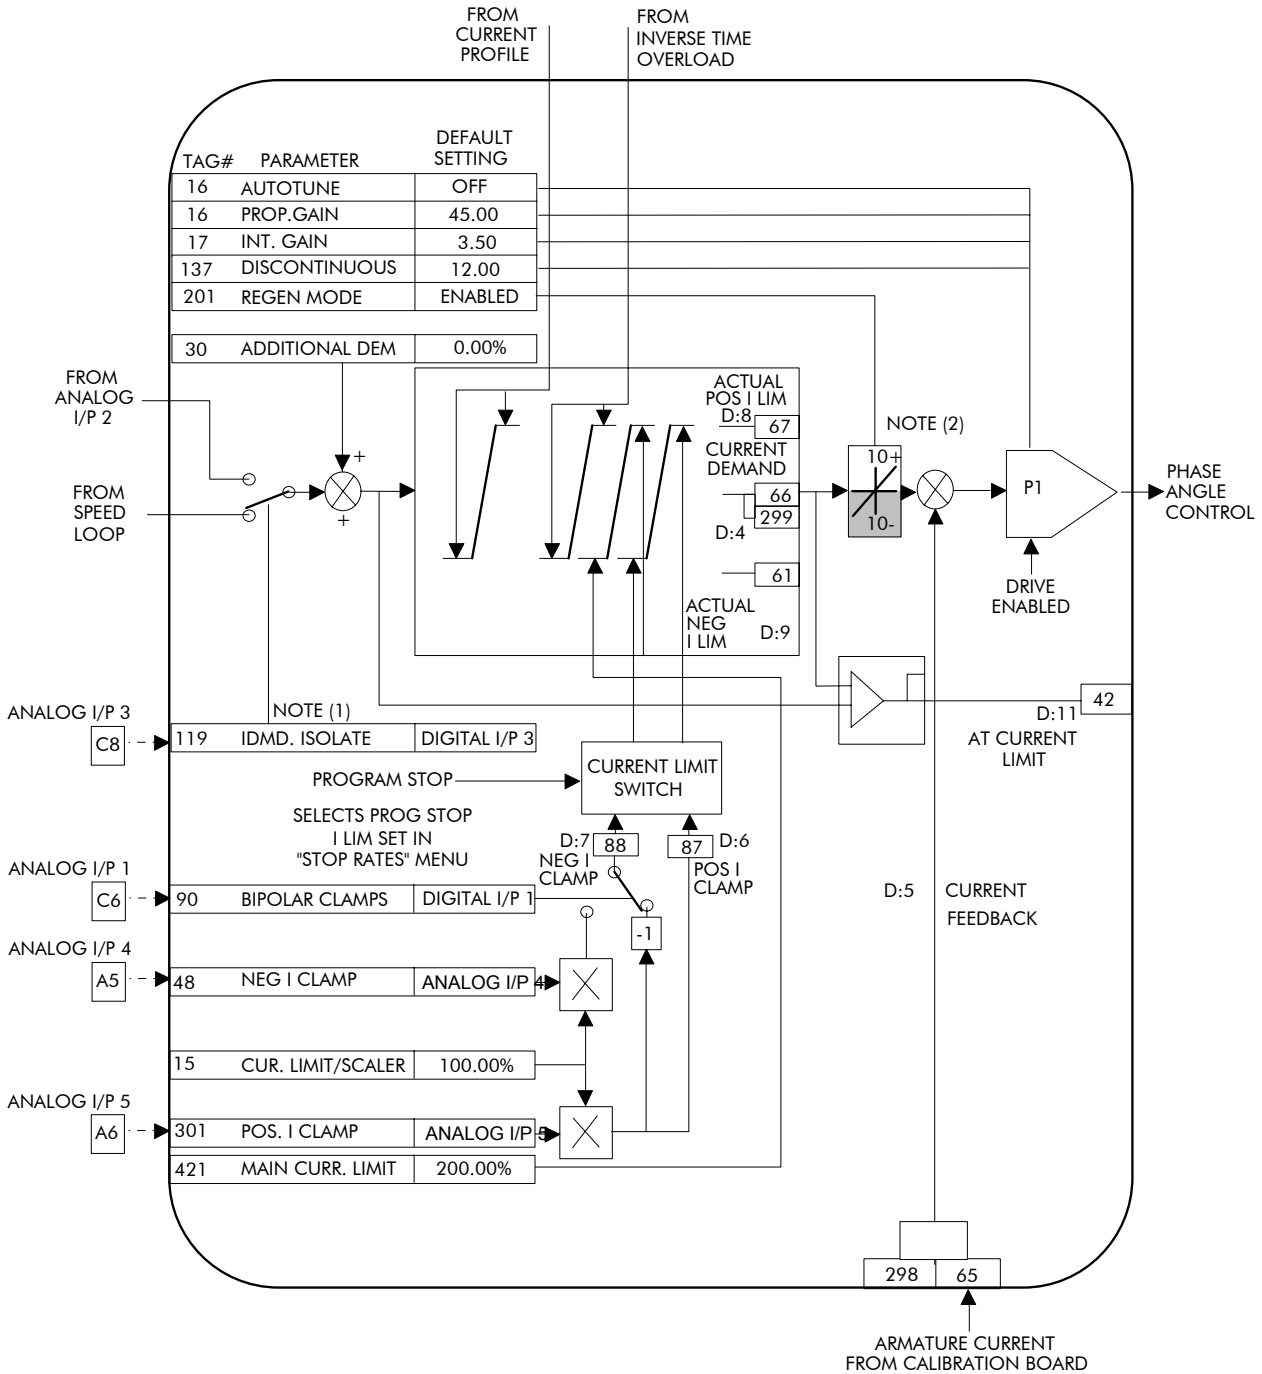 FROM
CURRENT
PROFILE
FROM
INVERSE TIME
OVERLOAD
TAG# PARAMETER DEFAULT SETTING
16 AUTOTUNE OFF
16 PROP.GAIN 45.00
17 INT. GAIN 3.50
137 DISCONTINUOUS 12.00
201 REGEN MODE ENABLED
30 ADDITIONAL DEM 0.00%
FROM
ANALOG
I/P 2
FROM
SPEED
LOOP
+
+
ACTUAL
POS I LIM
D:8
67
CURRENT
DEMAND
66
299
D:4
61
ACTUAL
NEG
I LIM
D:9
NOTE (2)
10+
10-
P1
PHASE
ANGLE
CONTROL
DRIVE
ENABLED
42
D:11
AT CURRENT
LIMIT
ANALOG I/P 3
C8
NOTE (1)
119 IDMD. ISOLATE DIGITAL I/P 3
PROGRAM STOP
CURRENT LIMIT
SWITCH
SELECTS PROG STOP
I LIM SET IN
"STOP RATES" MENU
D:7
88
NEG I
CLAMP
87
D:6
POS I
CLAMP
ANALOG I/P 1
C6
90 BIPOLAR CLAMPS DIGITAL I/P 1
-1
D:5
CURRENT
FEEDBACK
ANALOG I/P 4
A5
48 NEG I CLAMP ANALOG I/P 4
15 CUR. LIMIT/SCALER 100.00%
ANALOG I/P 5
A6
301 POS. I CLAMP ANALOG I/P 5
421 MAIN CURR. LIMIT 200.00%
298 65
ARMATURE CURRENT
FROM CALIBRATION BOARD